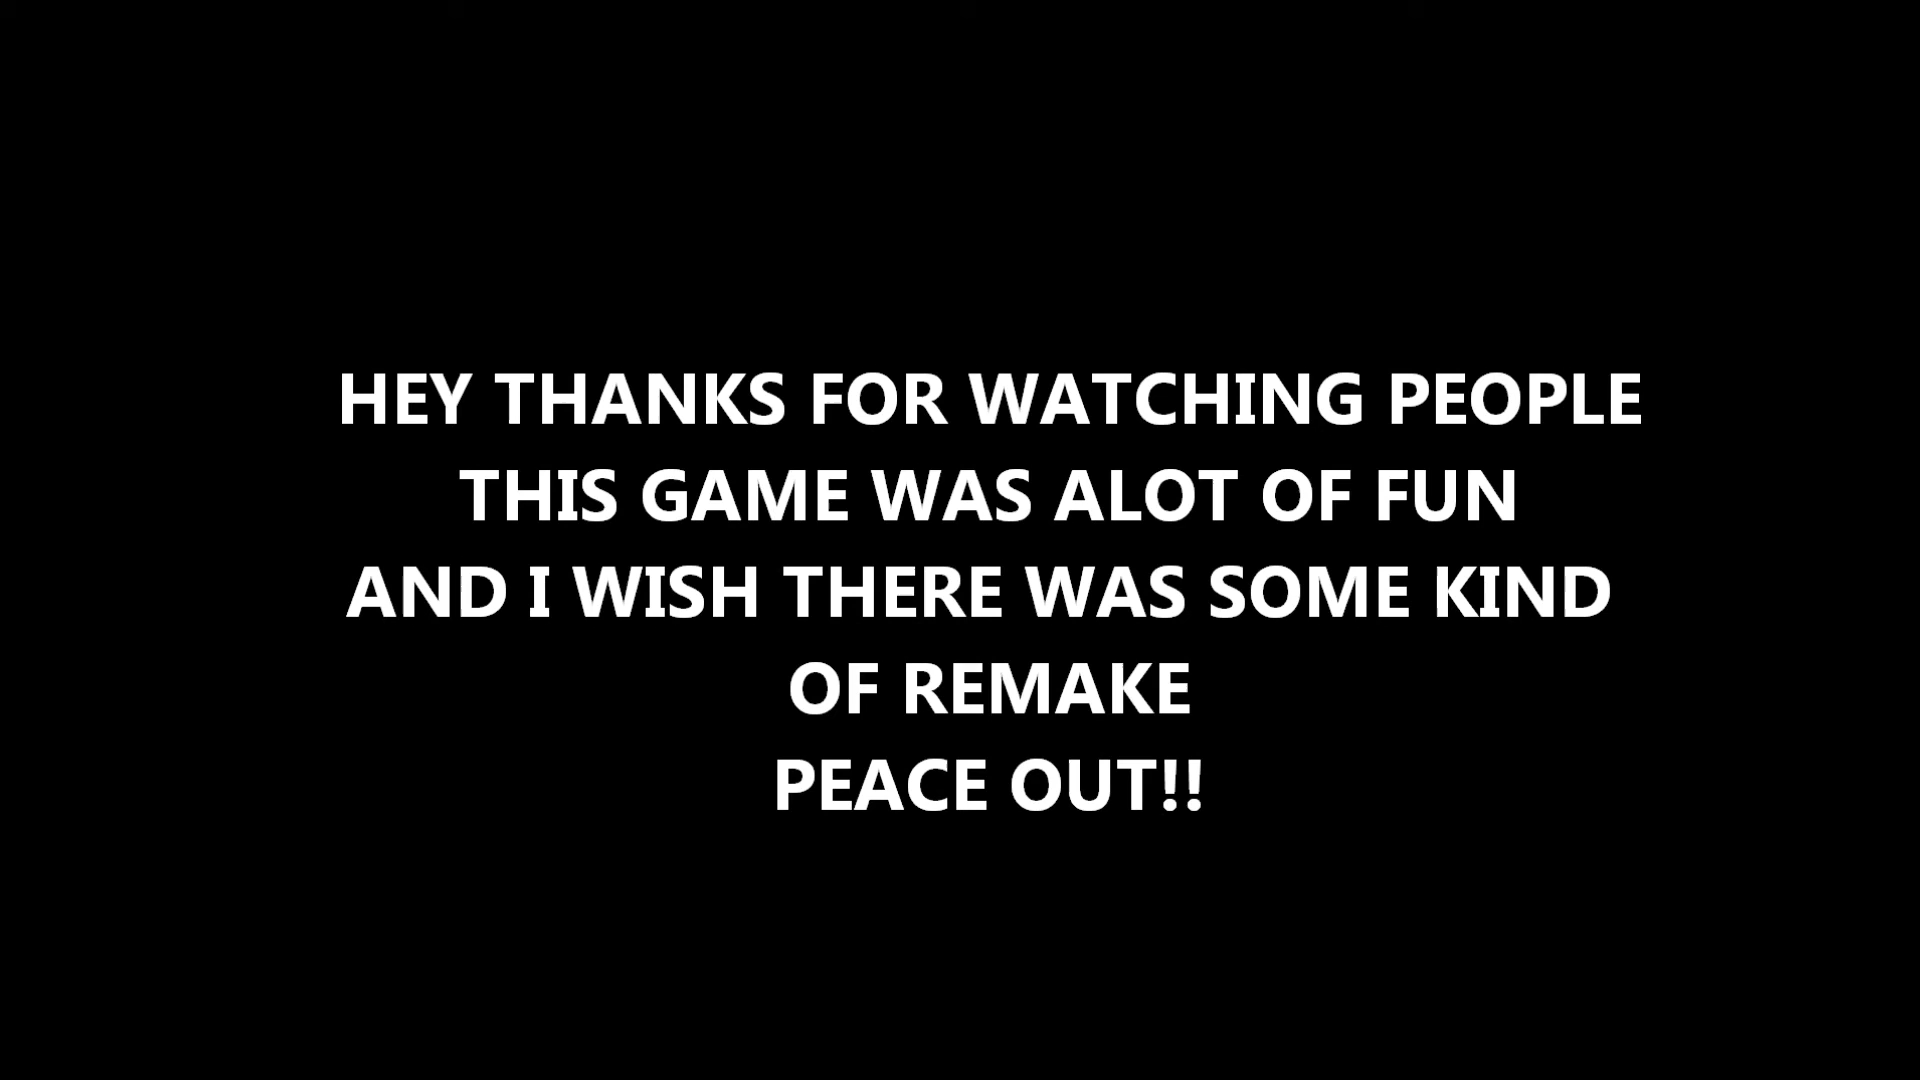 HEY THANKS FOR WATCHING PEOPLE
THIS GAME WAS ALOT OF FUN
AND I WISH THERE WAS SOME KIND
OF REMAKE
PEACE OUT!!